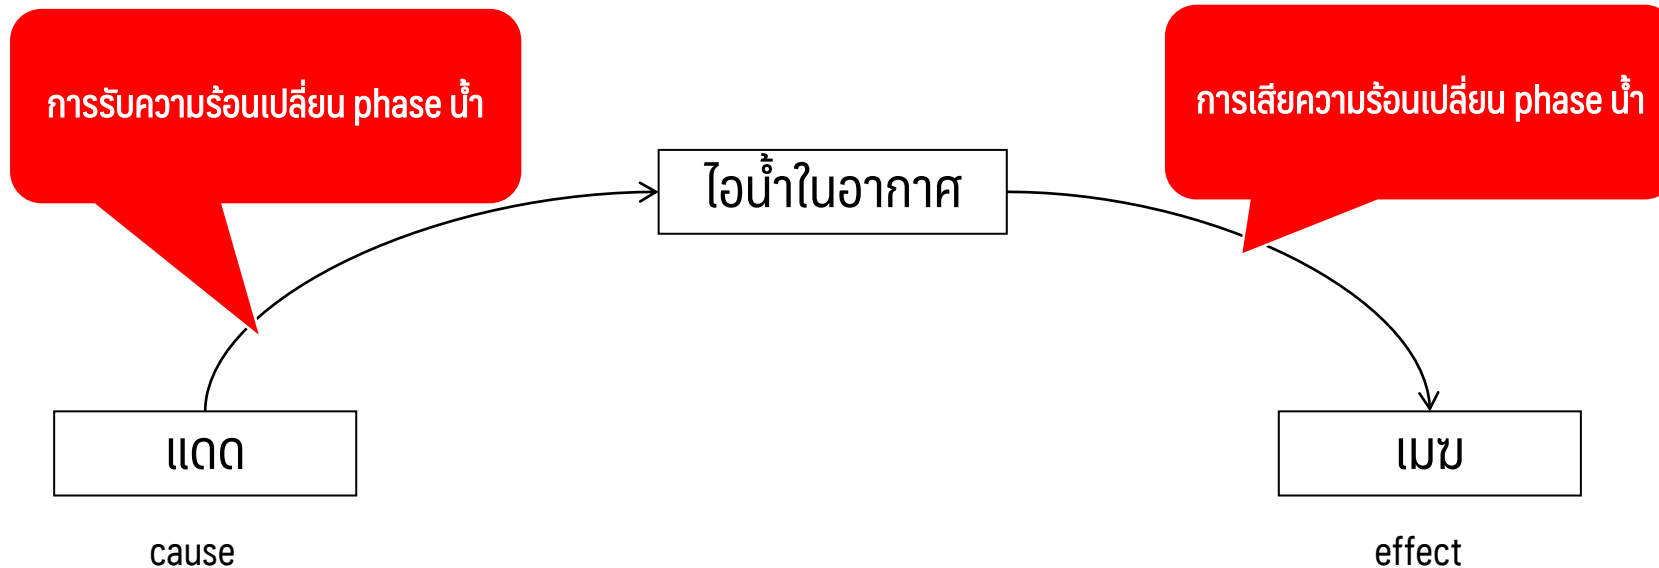 การรับความร้อนเปลี่ยน phase น้ำ
การเสียความร้อนเปลี่ยน phase น้ำ
ไอน้ำในอากาศ
แดด
เมฆ
cause
effect